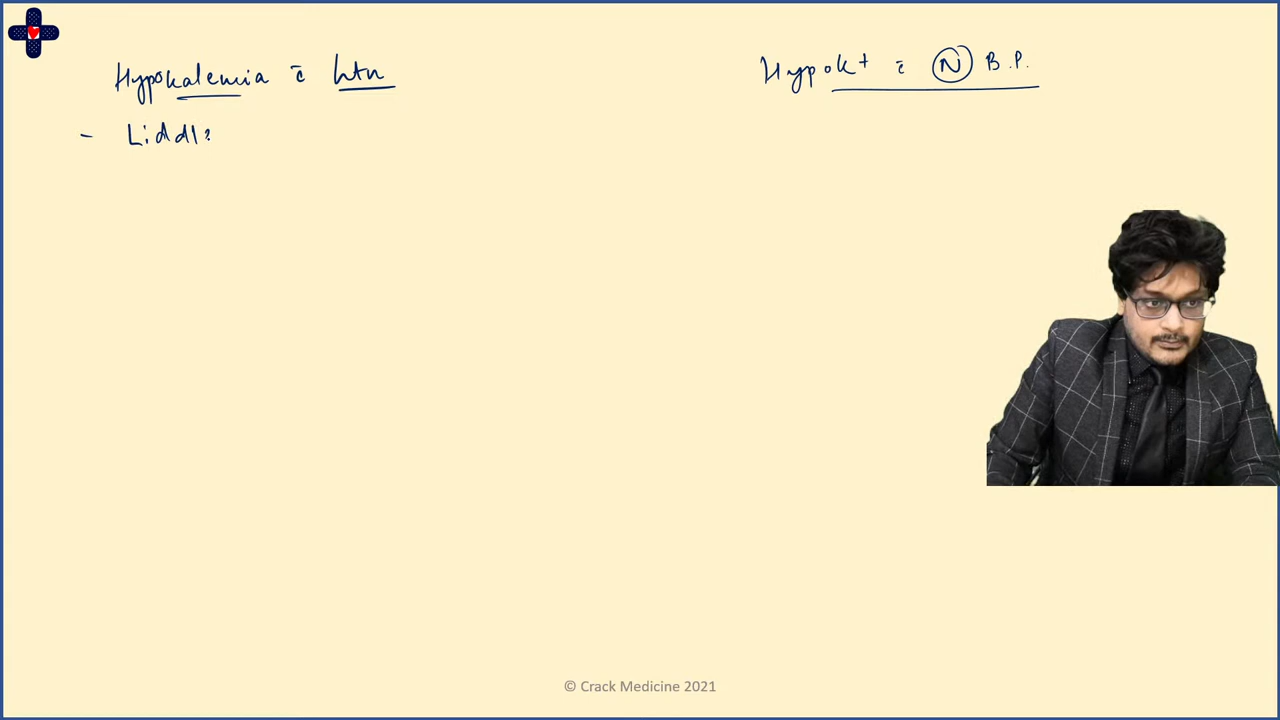 Hypokalemia c̄ htn
Hypok+ c̄ (N) B.P.
- Liddle
© Crack Medicine 2021